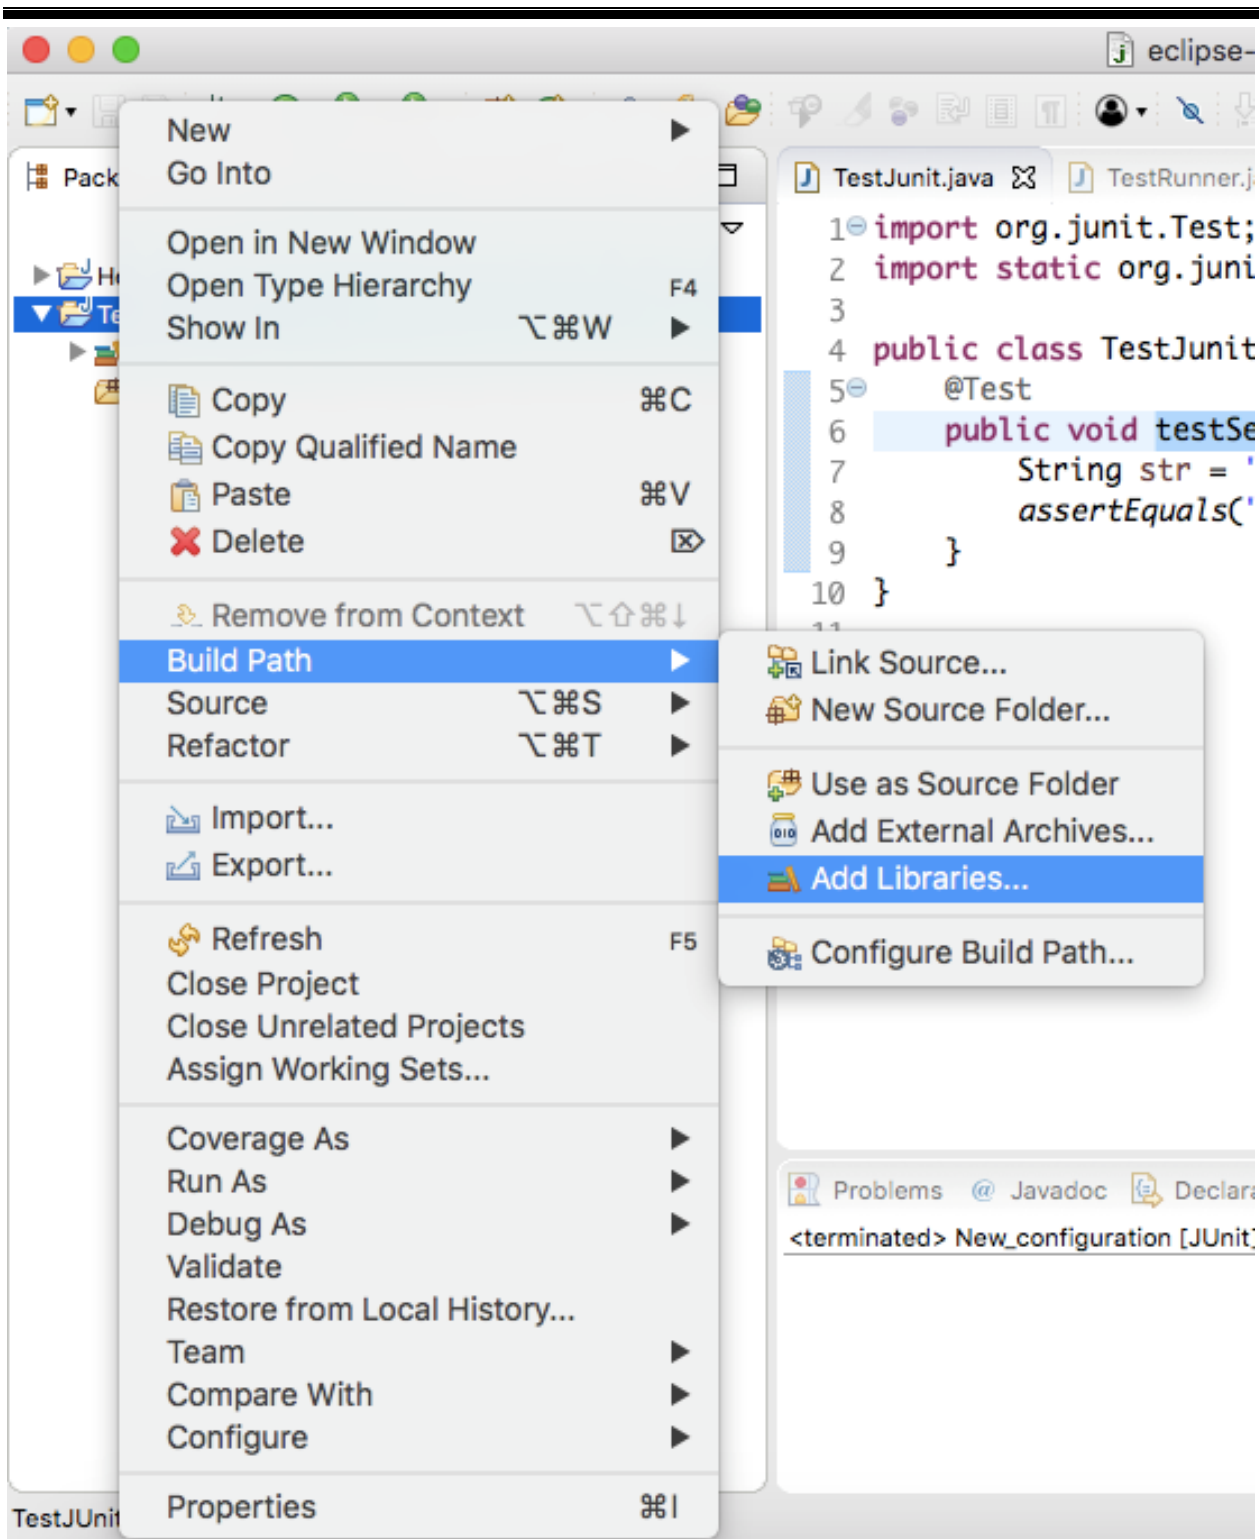 eclipse-
Pack
TestJunit.java
TestRunner.j
New
Go Into
Open in New Window
Open Type Hierarchy F4
Show In ⌥⌘W
Copy ⌘C
Copy Qualified Name
Paste ⌘V
Delete ⌦
Remove from Context ⌥⇧⌘↓
Build Path
Source ⌥⌘S
Refactor ⌥⌘T
Import...
Export...
Refresh F5
Close Project
Close Unrelated Projects
Assign Working Sets...
Coverage As
Run As
Debug As
Validate
Restore from Local History...
Team
Compare With
Configure
Properties ⌘I
Link Source...
New Source Folder...
Use as Source Folder
Add External Archives...
Add Libraries...
Configure Build Path...
1 import org.junit.Test;
2 import static org.juni
3
4 public class TestJunit
5 @Test
6 public void testSe
7 String str = "
8 assertEquals("
9 }
10 }
11
Problems @ Javadoc Declara
<terminated> New_configuration [JUnit]
TestJUnit